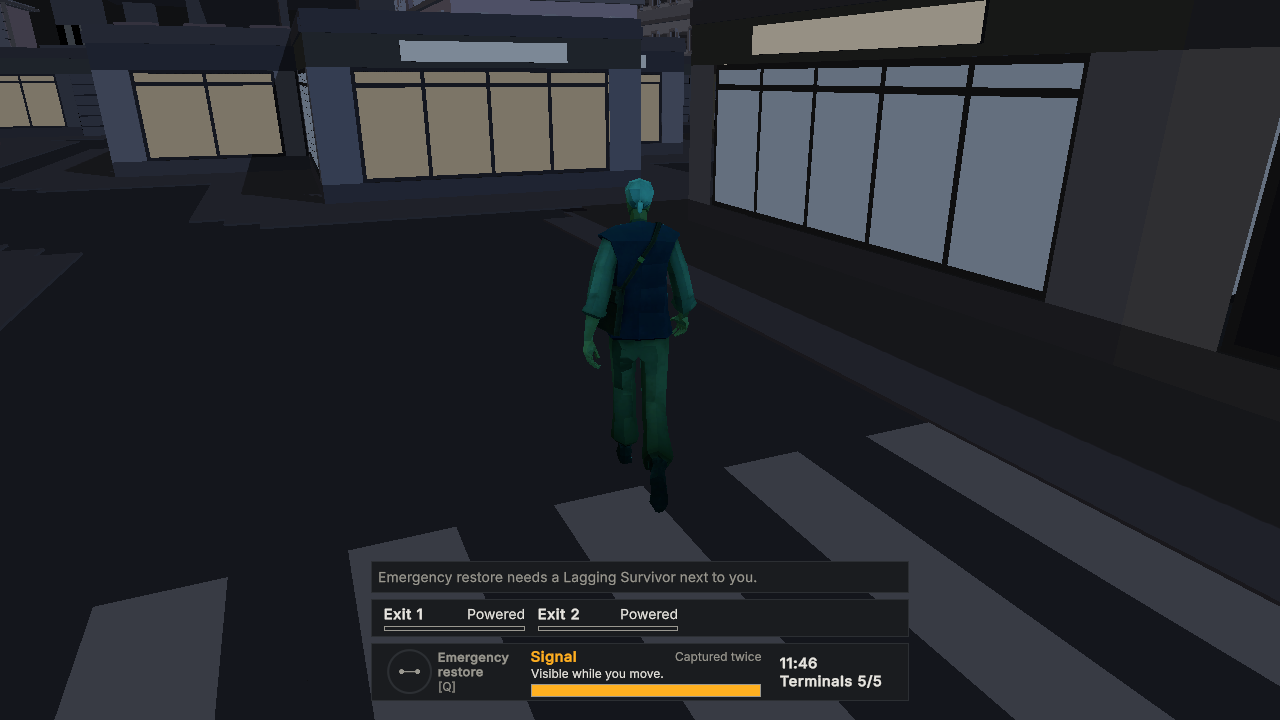 Emergency restore needs a Lagging Survivor next to you.
Exit 1 Powered Exit 2 Powered
Emergency restore [Q]
Signal Captured twice
Visible while you move.
11:46
Terminals 5/5